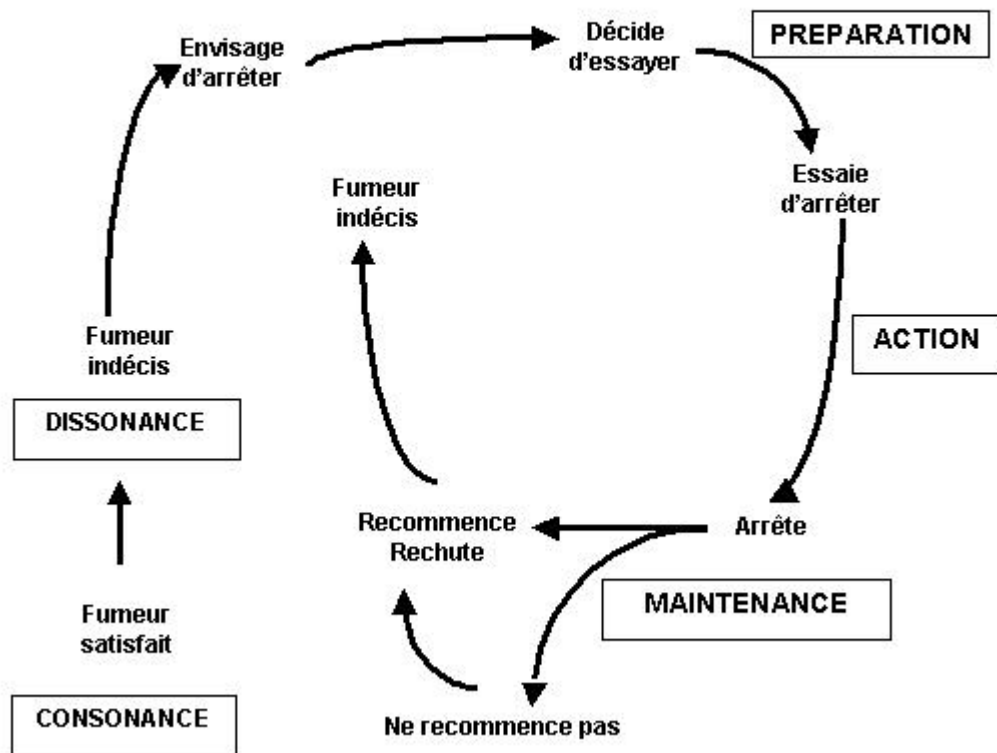 Envisage
d'arrêter
Décide
d'essayer
PREPARATION
Essaie
d'arrêter
Fumeur
indécis
ACTION
Fumeur
indécis
DISSONANCE
Recommence
Rechute
Arrête
MAINTENANCE
Fumeur
satisfait
CONSONANCE
Ne recommence pas